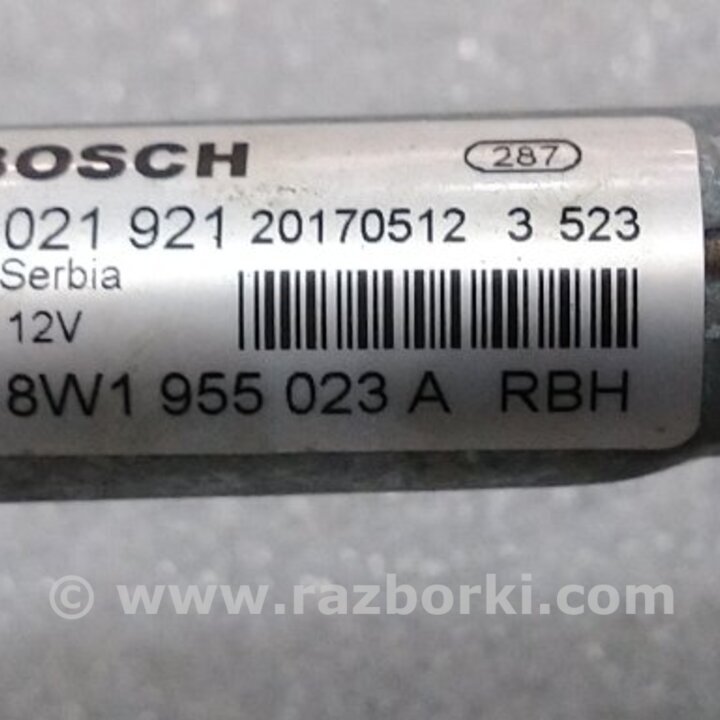 BOSCH 287
021 921 20170512 3 523
Serbia
12V
8W1 955 023 A RBH
© www.razborki.com